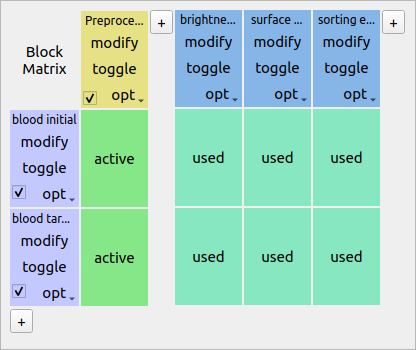 Block
Matrix
Preproce...
modify
toggle
opt
+
brightne...
modify
toggle
opt
surface ...
modify
toggle
opt
sorting e...
modify
toggle
opt
+
blood initial
modify
toggle
opt
active
used
used
used
blood tar...
modify
toggle
opt
active
used
used
used
+